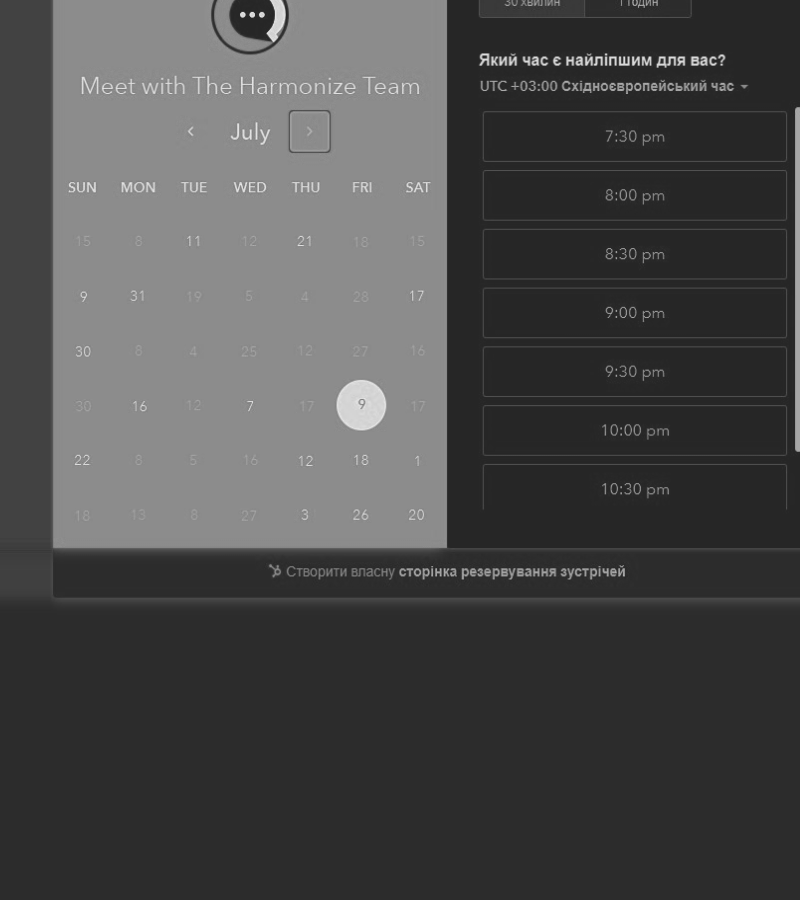 30 хвилин 1 годин
Meet with The Harmonize Team
July
SUN MON TUE WED THU FRI SAT
15 8 11 12 21 18 15
9 31 19 5 4 28 17
30 8 4 25 12 27 16
30 16 12 7 17 9 17
22 8 5 16 12 18 1
18 13 8 27 3 26 20
Який час є найліпшим для вас?
UTC +03:00 Східноєвропейський час
7:30 pm
8:00 pm
8:30 pm
9:00 pm
9:30 pm
10:00 pm
10:30 pm
Створити власну сторінка резервування зустрічей